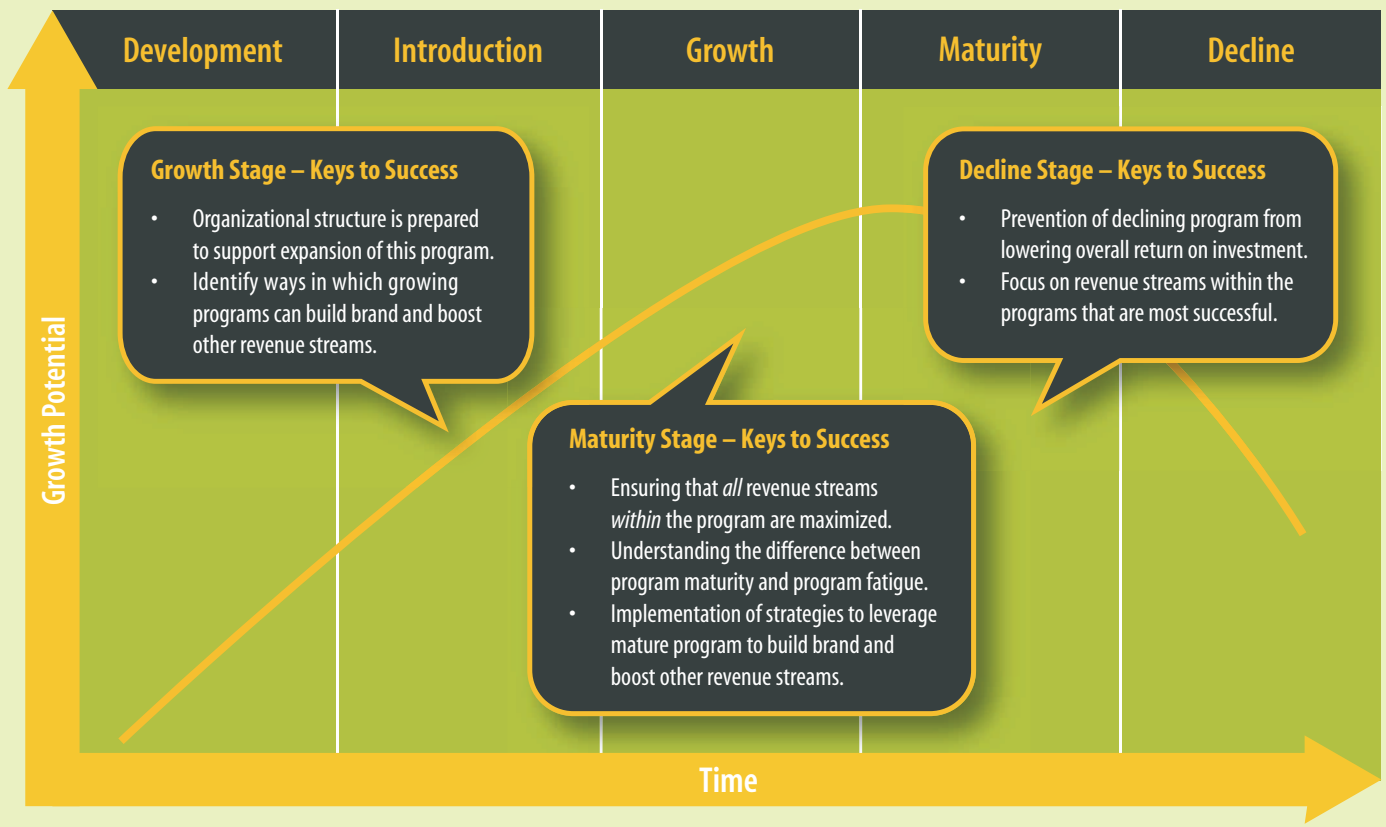 Development
Introduction
Growth
Maturity
Decline
Growth Potential
Growth Stage – Keys to Success
• Organizational structure is prepared
to support expansion of this program.
• Identify ways in which growing
programs can build brand and boost
other revenue streams.
Maturity Stage – Keys to Success
• Ensuring that all revenue streams
within the program are maximized.
• Understanding the difference between
program maturity and program fatigue.
• Implementation of strategies to leverage
mature program to build brand and
boost other revenue streams.
Decline Stage – Keys to Success
• Prevention of declining program from
lowering overall return on investment.
• Focus on revenue streams within the
programs that are most successful.
Time